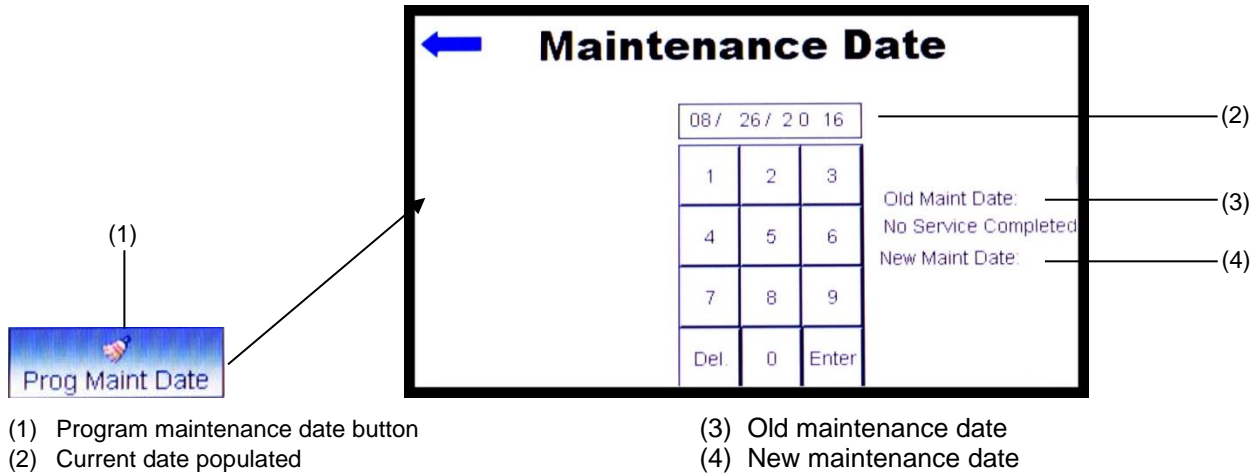 Maintenance Date
08/ 26/ 2 0 16
(2)
1 2 3
Old Maint Date:
(3)
No Service Completed
4 5 6
New Maint Date:
(4)
7 8 9
Del. 0 Enter
(1)
Prog Maint Date
(1) Program maintenance date button
(2) Current date populated
(3) Old maintenance date
(4) New maintenance date